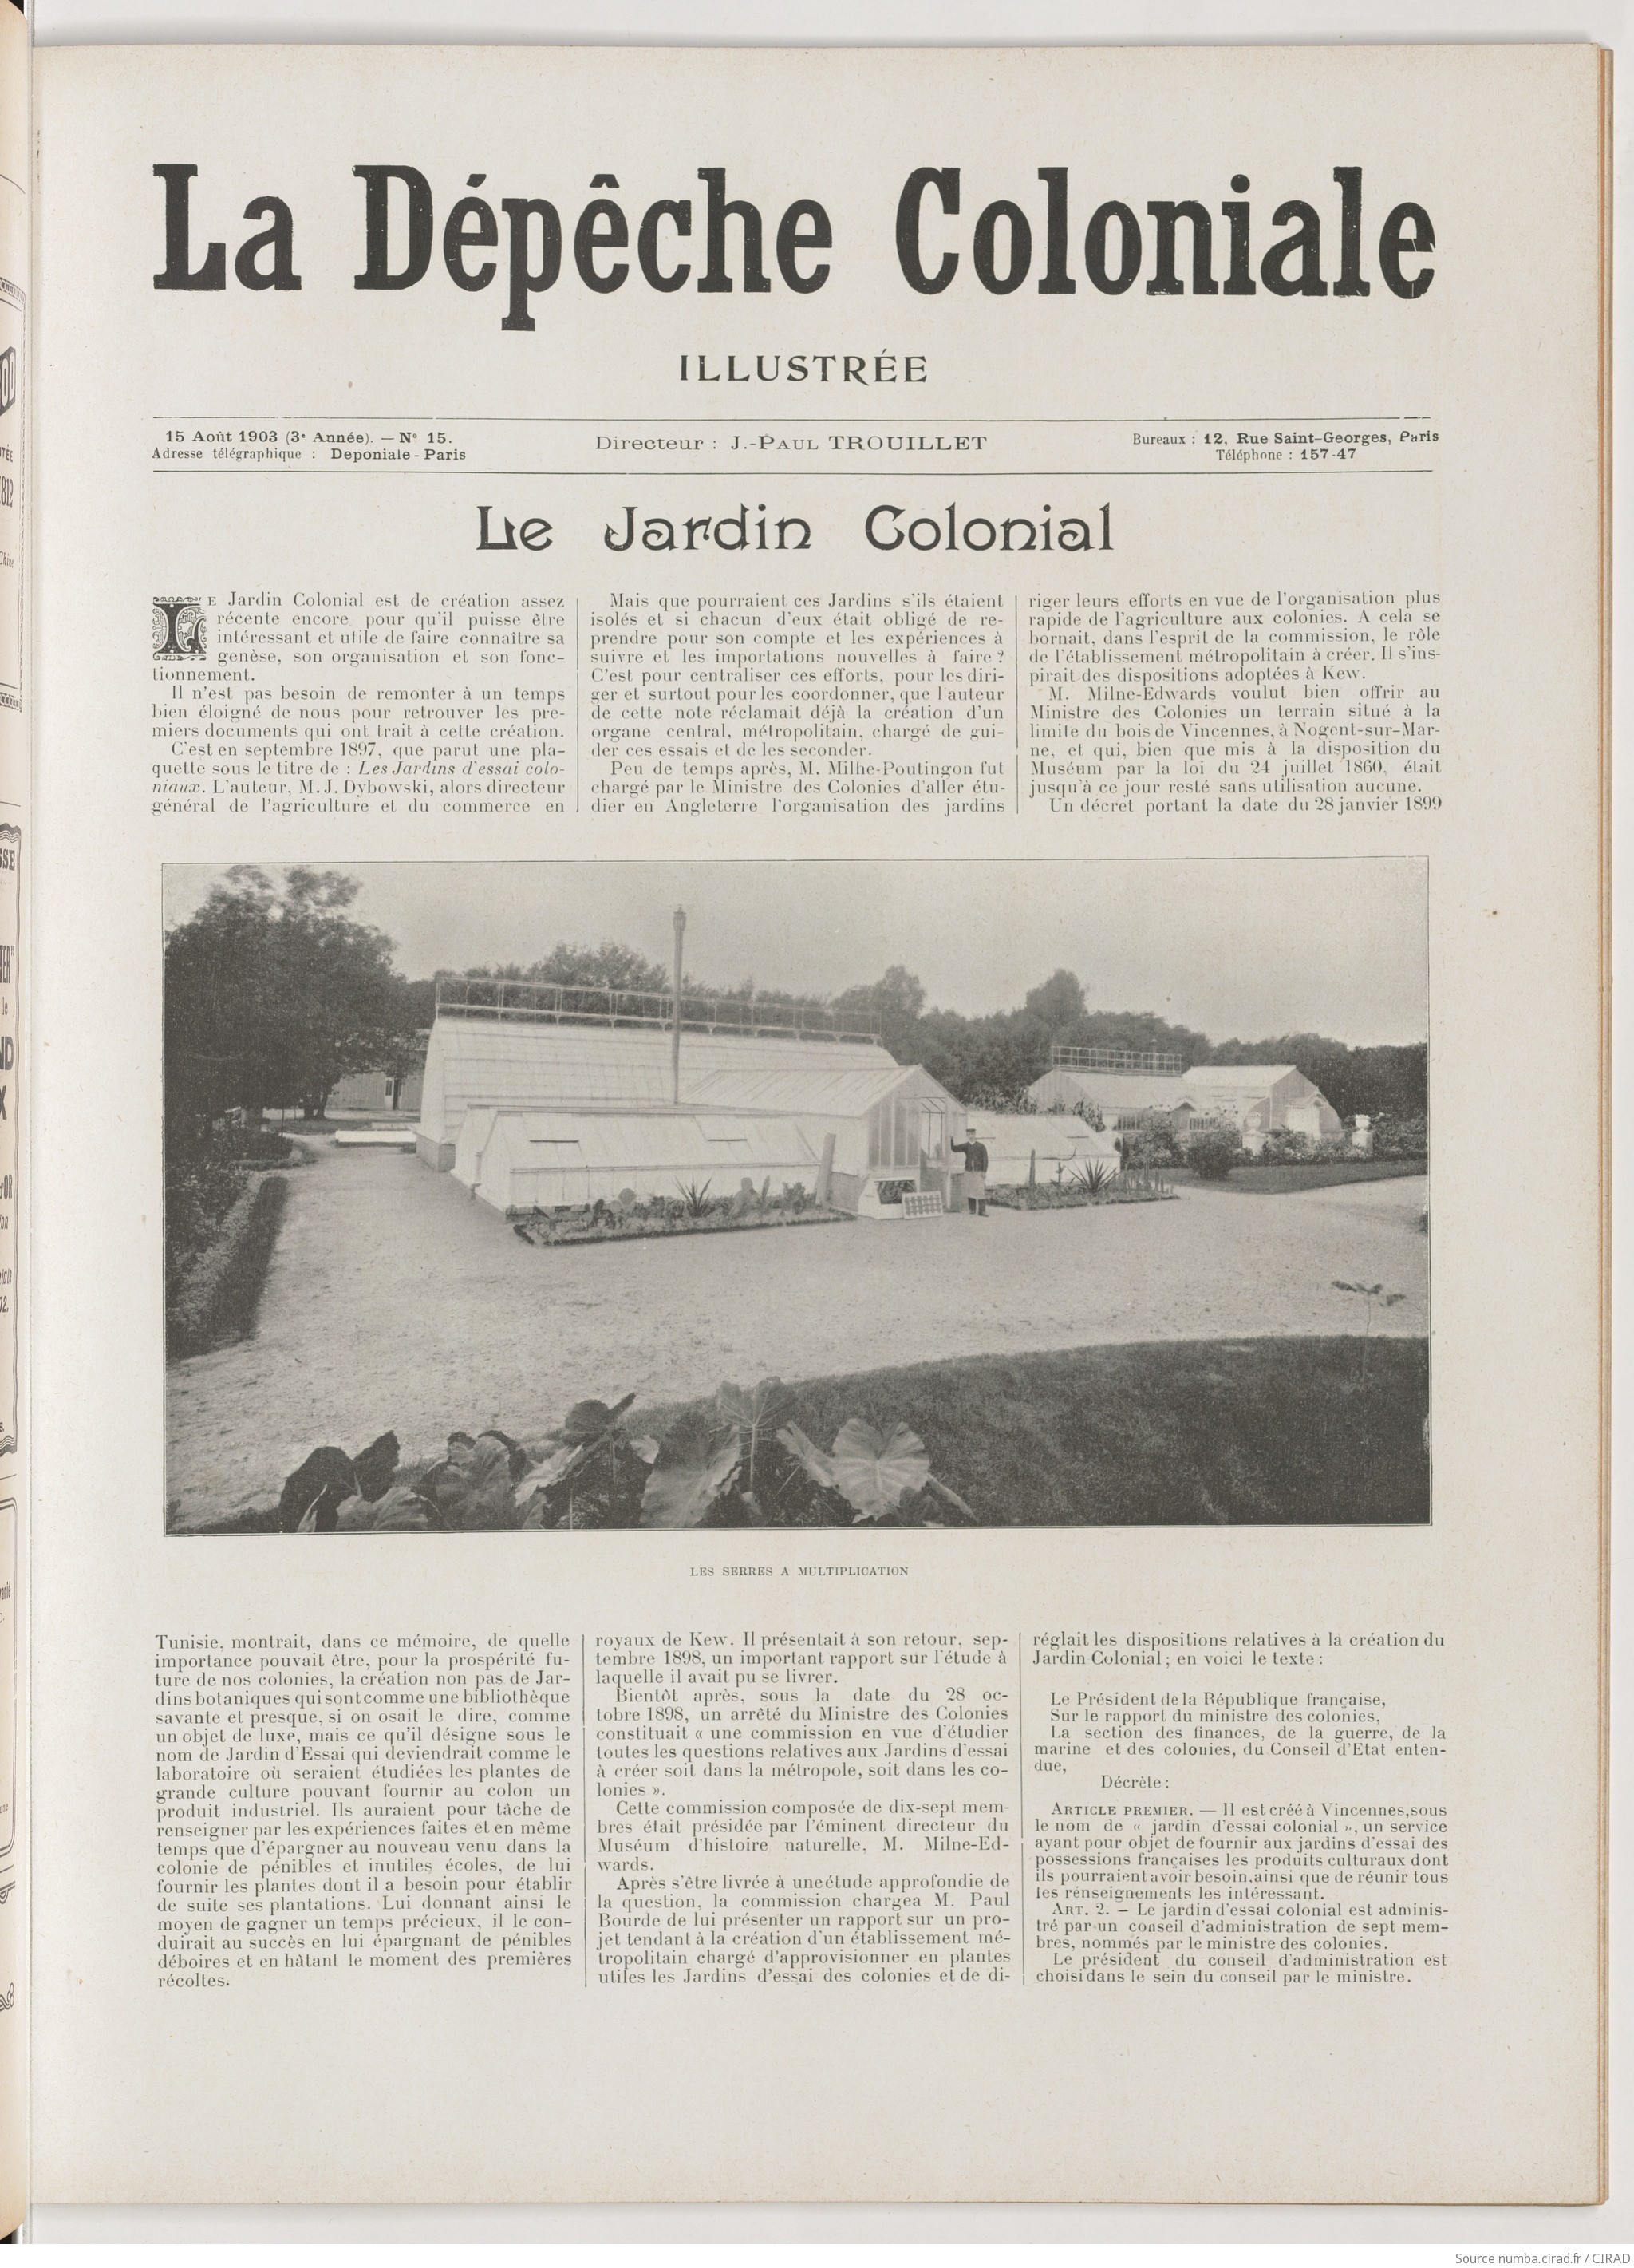 La Dépêche Coloniale
ILLUSTRÉE
15 Août 1903 (3e Année). — No 15.
Adresse télégraphique : Deponiale - Paris
Directeur : J.-PAUL TROUILLET
Bureaux : 12, Rue Saint-Georges, Paris
Téléphone : 157-47
Le Jardin Colonial
LE Jardin Colonial est de création assez
récente encore pour qu'il puisse être
intéressant et utile de faire connaître sa
genèse, son organisation et son fonc-
tionnement.
Il n'est pas besoin de remonter à un temps
bien éloigné de nous pour retrouver les pre-
miers documents qui ont trait à cette création.
C'est en septembre 1897, que parut une pla-
quette sous le titre de : Les Jardins d'essai colo-
niaux. L'auteur, M. J. Dybowski, alors directeur
général de l'agriculture et du commerce en
Tunisie, montrait, dans ce mémoire, de quelle
importance pouvait être, pour la prospérité fu-
ture de nos colonies, la création non pas de Jar-
dins botaniques qui sont comme une bibliothèque
savante et presque, si on osait le dire, comme
un objet de luxe, mais ce qu'il désigne sous le
nom de Jardin d'Essai qui deviendrait comme le
laboratoire où seraient étudiées les plantes de
grande culture pouvant fournir au colon un
produit industriel. Ils auraient pour tâche de
renseigner par les expériences faites et en même
temps que d'épargner au nouveau venu dans la
colonie de pénibles et inutiles écoles, de lui
fournir les plantes dont il a besoin pour établir
de suite ses plantations. Lui donnant ainsi le
moyen de gagner un temps précieux, il le con-
duirait au succès en lui épargnant de pénibles
déboires et en hâtant le moment des premières
récoltes.
Mais que pourraient ces Jardins s'ils étaient
isolés et si chacun d'eux était obligé de re-
prendre pour son compte et les expériences à
suivre et les importations nouvelles à faire ?
C'est pour centraliser ces efforts, pour les diri-
ger et surtout pour les coordonner, que l'auteur
de cette note réclamait déjà la création d'un
organe central, métropolitain, chargé de gui-
der ces essais et de les seconder.
Peu de temps après, M. Milhe-Poutingon fut
chargé par le Ministre des Colonies d'aller étu-
dier en Angleterre l'organisation des jardins
royaux de Kew. Il présentait à son retour, sep-
tembre 1898, un important rapport sur l'étude à
laquelle il avait pu se livrer.
Bientôt après, sous la date du 28 oc-
tobre 1898, un arrêté du Ministre des Colonies
constituait « une commission en vue d'étudier
toutes les questions relatives aux Jardins d'essai
à créer soit dans la métropole, soit dans les co-
lonies ».
Cette commission composée de dix-sept mem-
bres était présidée par l'éminent directeur du
Muséum d'histoire naturelle, M. Milne-Ed-
wards.
Après s'être livrée à une étude approfondie de
la question, la commission chargea M. Paul
Bourde de lui présenter un rapport sur un pro-
jet tendant à la création d'un établissement mé-
tropolitain chargé d'approvisionner en plantes
utiles les Jardins d'essai des colonies et de di-
riger leurs efforts en vue de l'organisation plus
rapide de l'agriculture aux colonies. A cela se
bornait, dans l'esprit de la commission, le rôle
de l'établissement métropolitain à créer. Il s'ins-
pirait des dispositions adoptées à Kew.
M. Milne-Edwards voulut bien offrir au
Ministre des Colonies un terrain situé à la
limite du bois de Vincennes, à Nogent-sur-Mar-
ne, et qui, bien que mis à la disposition du
Muséum par la loi du 24 juillet 1860, était
jusqu'à ce jour resté sans utilisation aucune.
Un décret portant la date du 28 janvier 1899
réglait les dispositions relatives à la création du
Jardin Colonial ; en voici le texte :
Le Président de la République française,
Sur le rapport du ministre des colonies,
La section des finances, de la guerre, de la
marine et des colonies, du Conseil d'Etat enten-
due,
Décrète :
ARTICLE PREMIER. — Il est créé à Vincennes, sous
le nom de « jardin d'essai colonial », un service
ayant pour objet de fournir aux jardins d'essai des
possessions françaises les produits culturaux dont
ils pourraient avoir besoin, ainsi que de réunir tous
les renseignements les intéressant.
ART. 2. — Le jardin d'essai colonial est adminis-
tré par un conseil d'administration de sept mem-
bres, nommés par le ministre des colonies.
Le président du conseil d'administration est
choisi dans le sein du conseil par le ministre.
LES SERRES A MULTIPLICATION
Source numba.cirad.fr / CIRAD